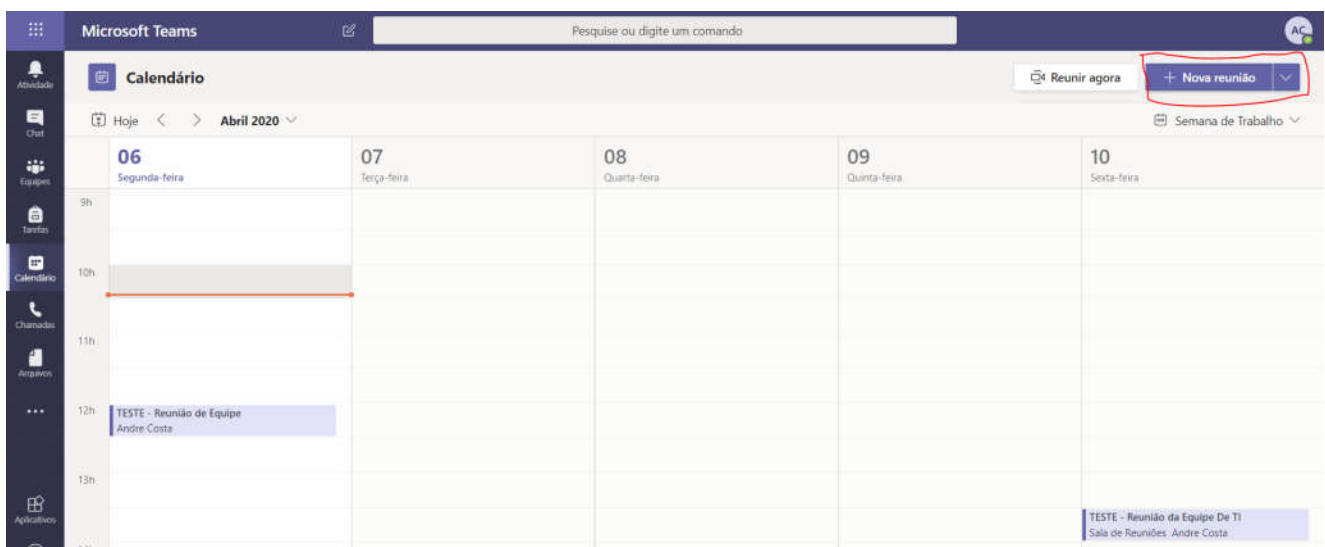 Microsoft Teams
Pesquise ou digite um comando
AC
Atividade
Chat
Equipes
Tarefas
Calendário
Chamadas
Arquivos
...
Aplicativos
Calendário
Reunir agora
+ Nova reunião
Hoje < > Abril 2020
Semana de Trabalho
06
Segunda-feira
07
Terça-feira
08
Quarta-feira
09
Quinta-feira
10
Sexta-feira
9h
10h
11h
12h
TESTE - Reunião de Equipe
Andre Costa
13h
TESTE - Reunião da Equipe De TI
Sala de Reuniões Andre Costa